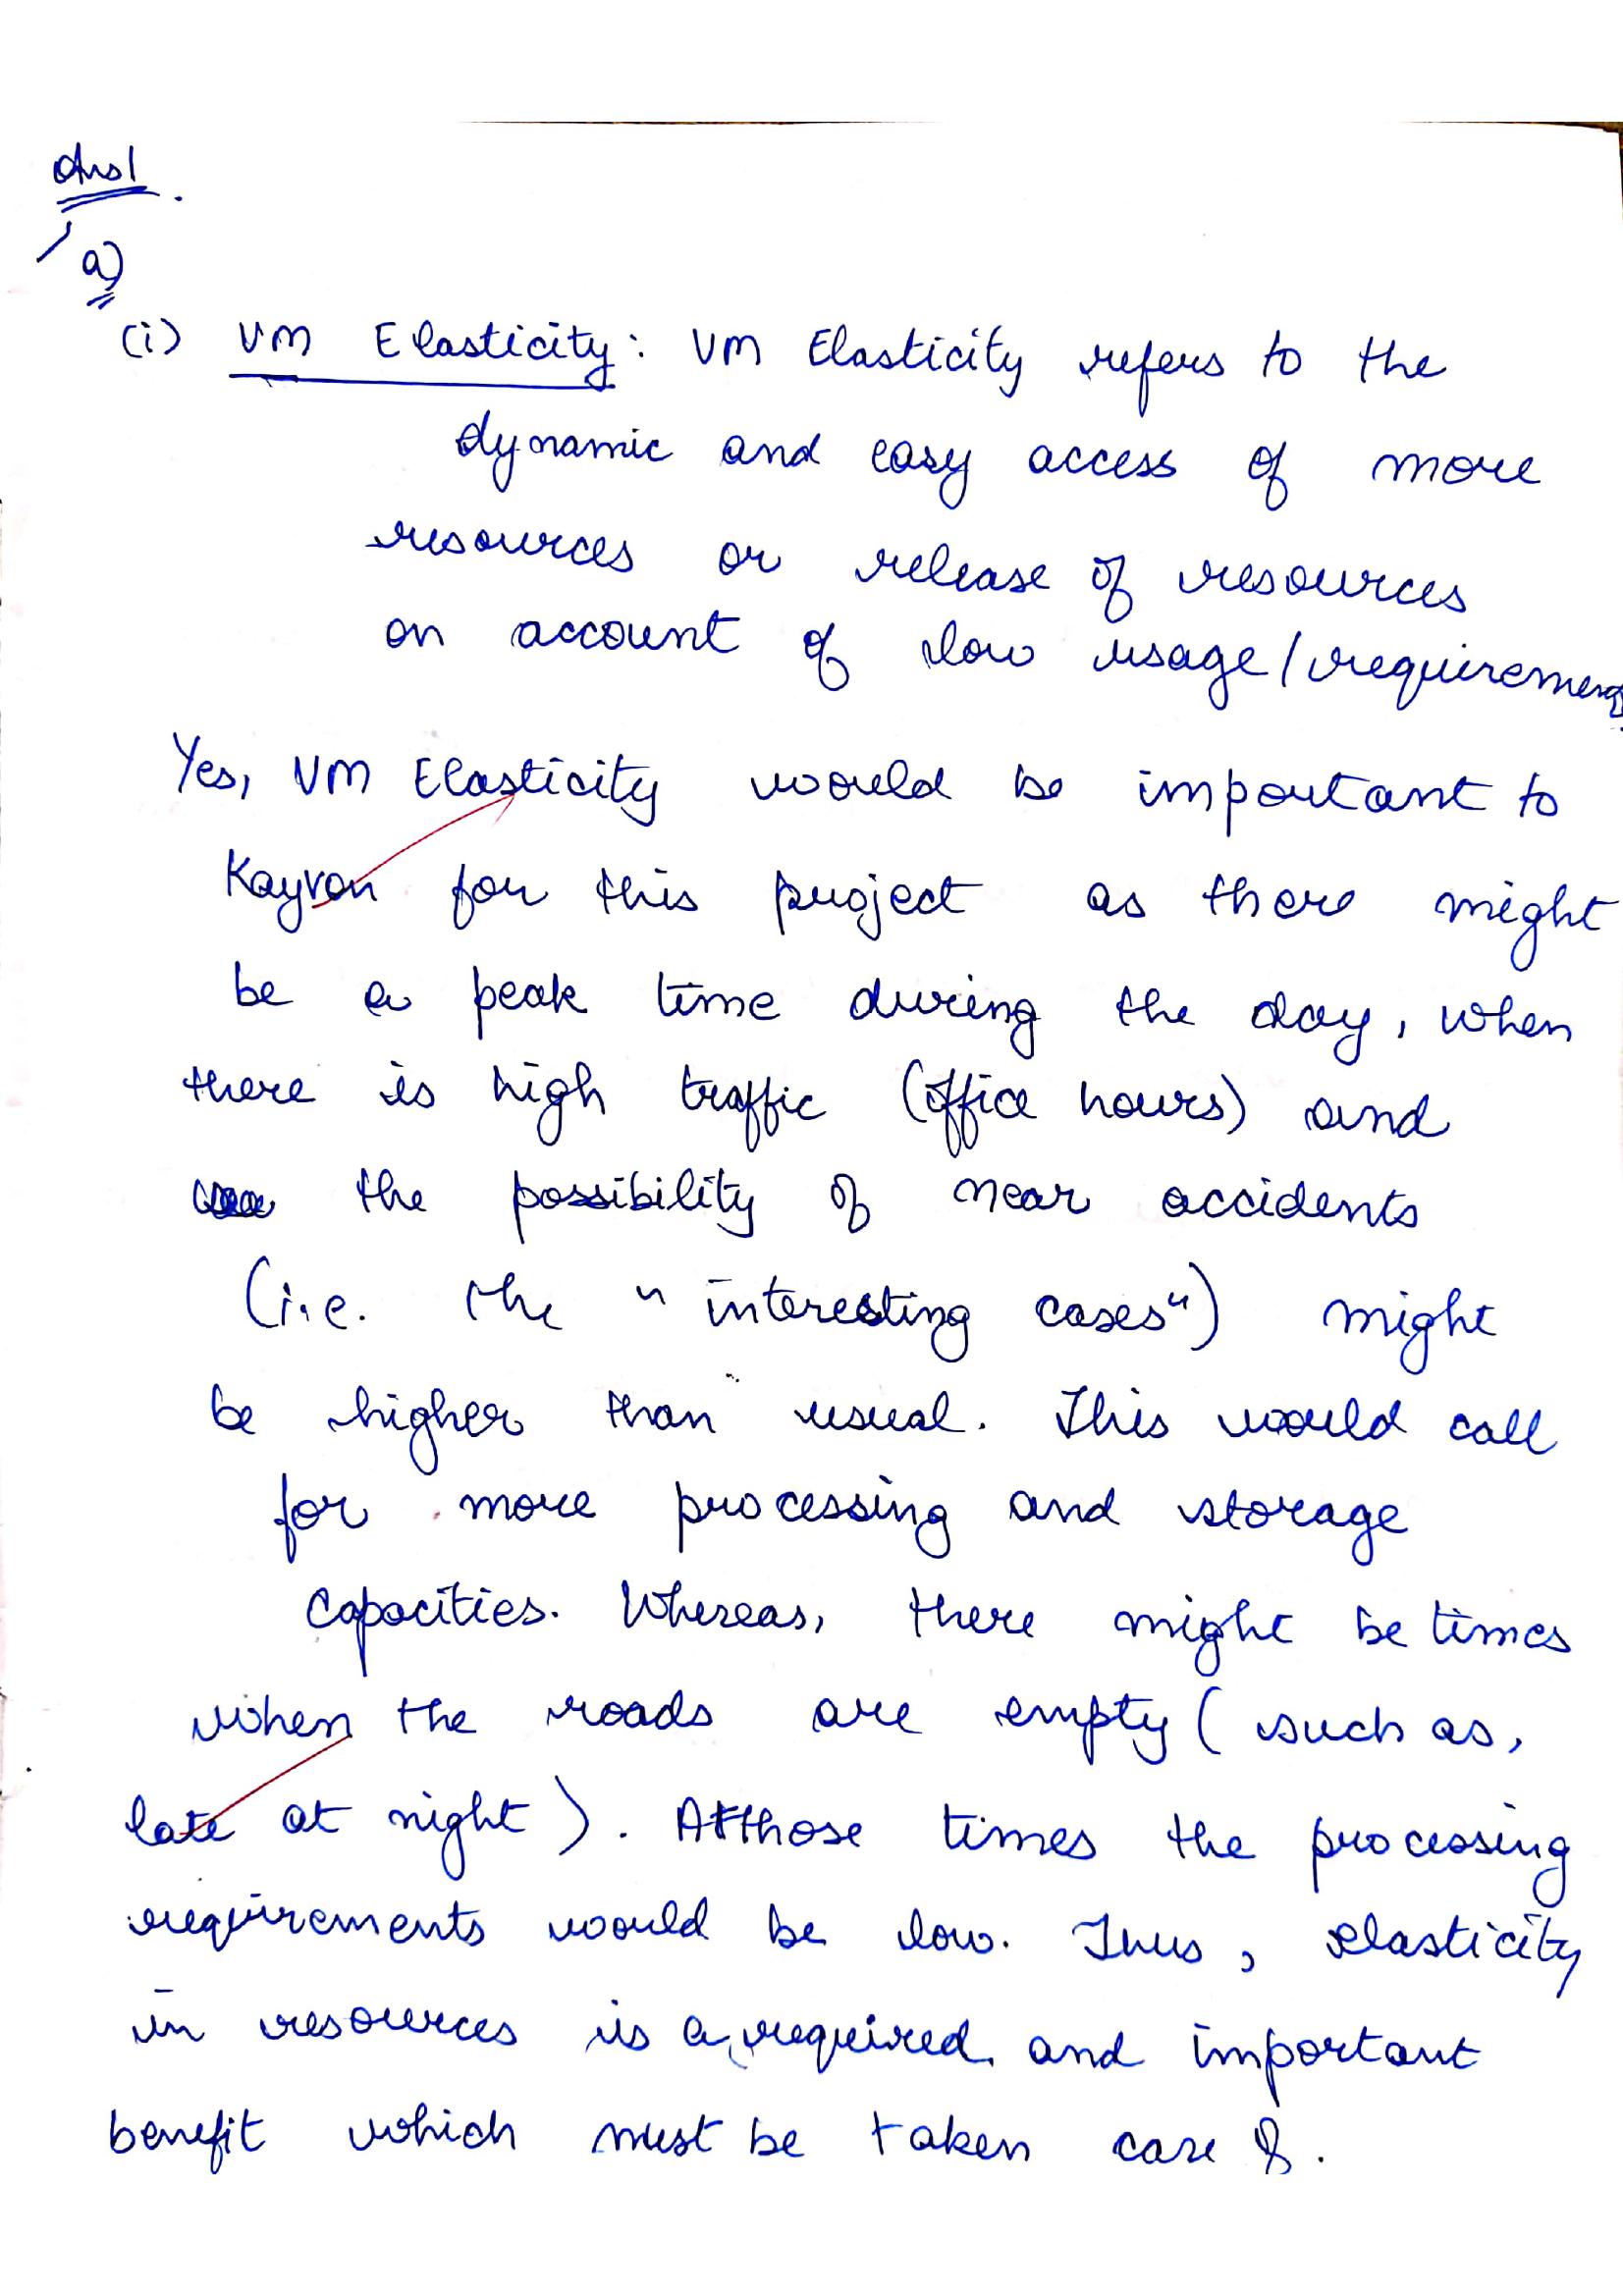 Ans1.
a)
(i) VM Elasticity: VM Elasticity refers to the
dynamic and easy access of more
resources or release of resources
on account of low usage/requirement
Yes, VM Elasticity would be important to
Kayvon for this project as there might
be a peak time during the day, when
there is high traffic (office hours) and
the possibility of near accidents
(i.e. the "interesting cases") might
be higher than usual. This would call
for more processing and storage
capacities. Whereas, there might be times
when the roads are empty (such as,
late at night). At those times the processing
requirements would be low. Thus, elasticity
in resources is a required and important
benefit which must be taken care of.